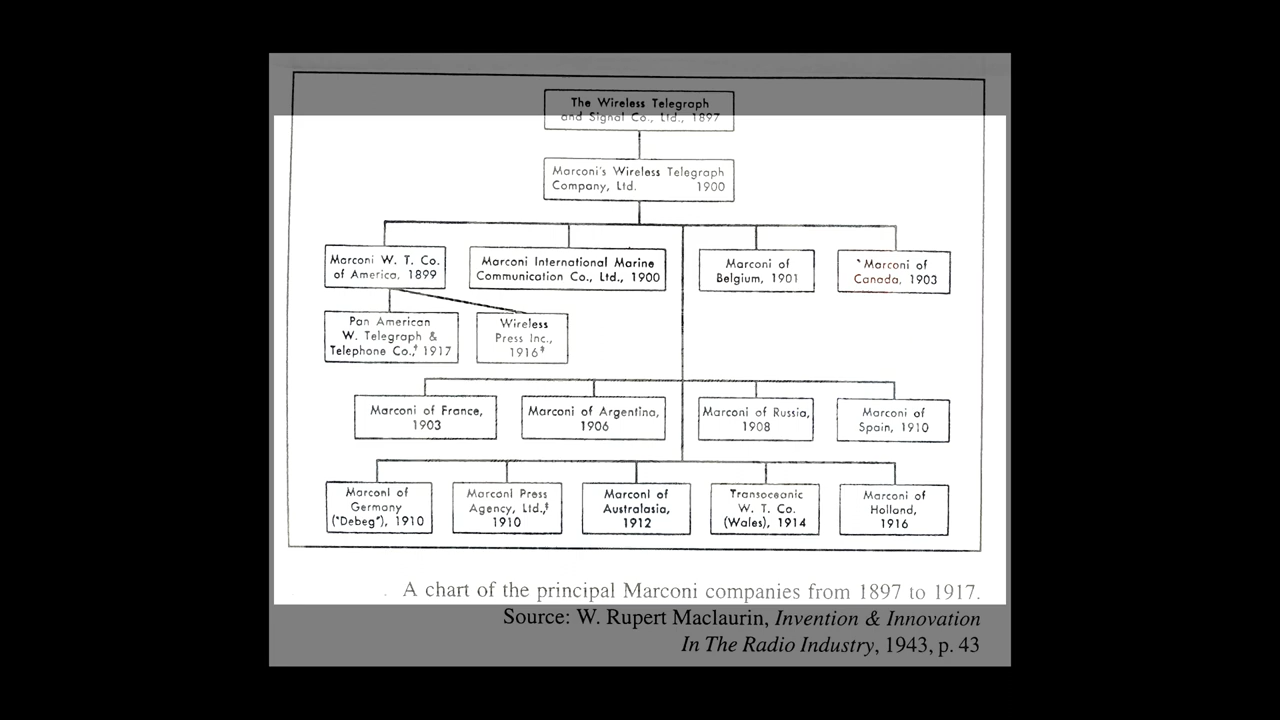 The Wireless Telegraph
and Signal Co., Ltd., 1897
Marconi's Wireless Telegraph
Company, Ltd. 1900
Marconi W. T. Co.
of America, 1899
Marconi International Marine
Communication Co., Ltd., 1900
Marconi of
Belgium, 1901
Marconi of
Canada, 1903
Pan American
W. Telegraph &
Telephone Co.,† 1917
Wireless
Press Inc.,
1916‡
Marconi of France,
1903
Marconi of Argentina,
1906
Marconi of Russia,
1908
Marconi of
Spain, 1910
Marconi of
Germany
("Debeg"), 1910
Marconi Press
Agency, Ltd.,‡
1910
Marconi of
Australasia,
1912
Transoceanic
W. T. Co.
(Wales), 1914
Marconi of
Holland,
1916
A chart of the principal Marconi companies from 1897 to 1917.
Source: W. Rupert Maclaurin, Invention & Innovation
In The Radio Industry, 1943, p. 43